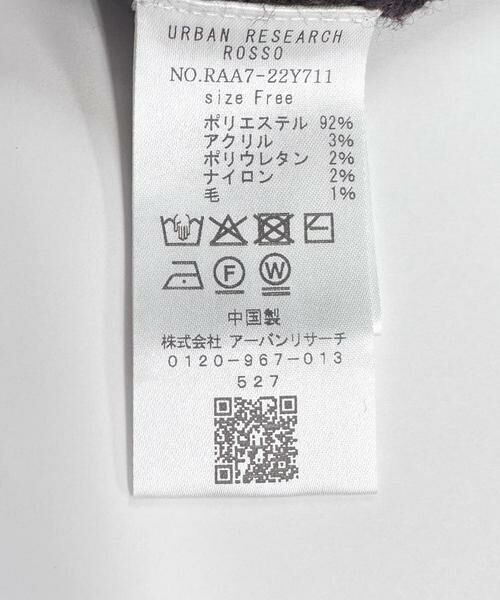 URBAN RESEARCH
ROSSO
NO.RAA7-22Y711
size Free
ポリエステル 92%
アクリル 3%
ポリウレタン 2%
ナイロン 2%
毛 1%
F W
中国製
株式会社 アーバンリサーチ
0120-967-013
527